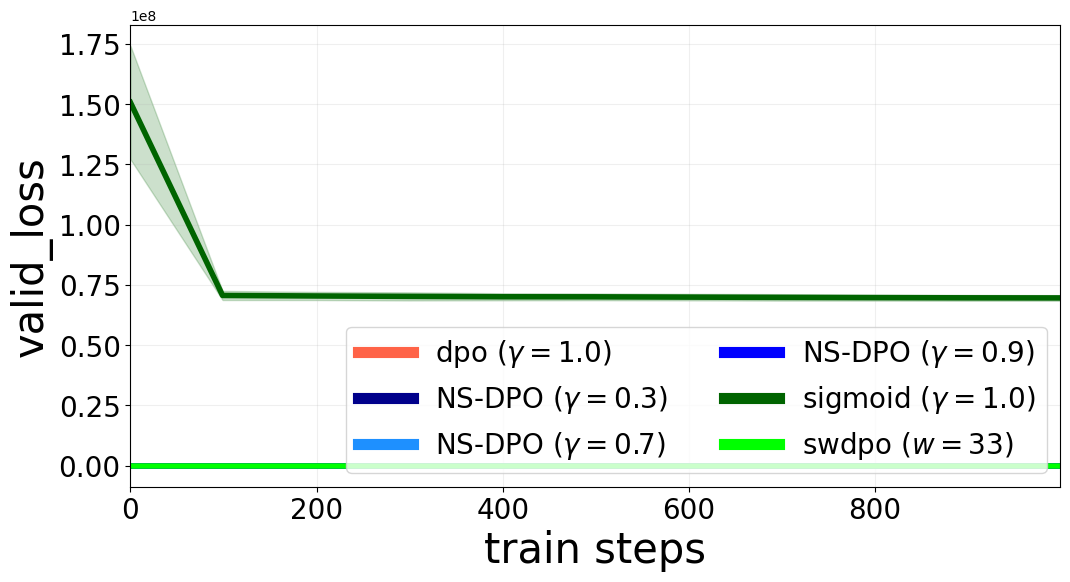 1e8
1.75
1.50
1.25
1.00
0.75
0.50
0.25
0.00
valid_loss
dpo (γ = 1.0)
NS-DPO (γ = 0.3)
NS-DPO (γ = 0.7)
NS-DPO (γ = 0.9)
sigmoid (γ = 1.0)
swdpo (w = 33)
0 200 400 600 800
train steps